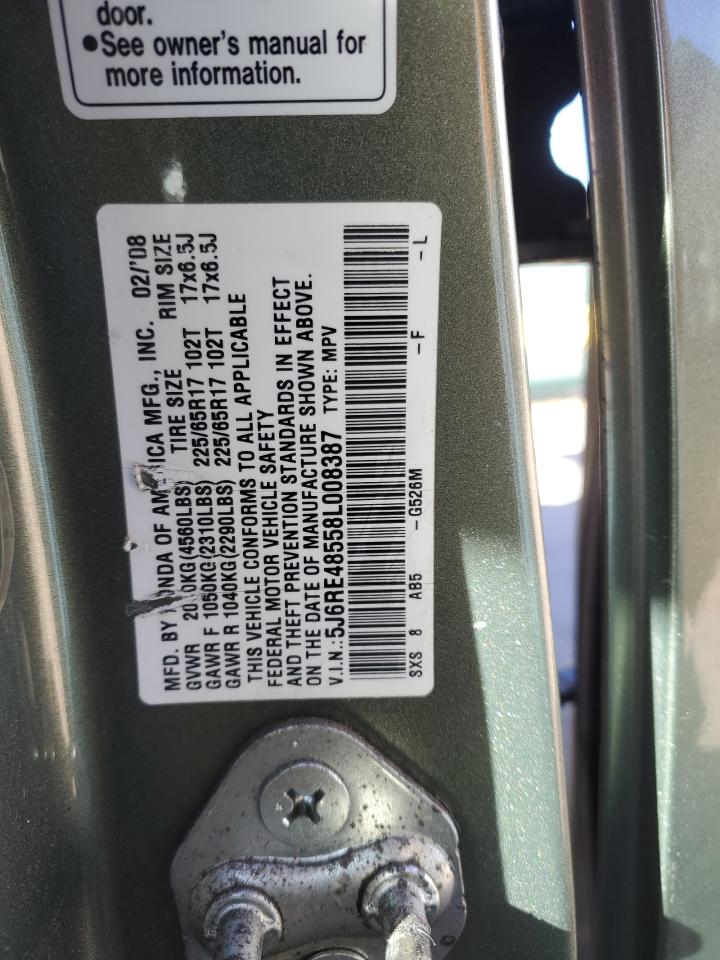 door.
●See owner's manual for
more information.
MFD. BY HONDA OF AMERICA MFG., INC. 02/'08
GVWR 2070KG(4560LBS) TIRE SIZE RIM SIZE
GAWR F 1050KG(2310LBS) 225/65R17 102T 17x6.5J
GAWR R 1040KG(2290LBS) 225/65R17 102T 17x6.5J
THIS VEHICLE CONFORMS TO ALL APPLICABLE
FEDERAL MOTOR VEHICLE SAFETY
AND THEFT PREVENTION STANDARDS IN EFFECT
ON THE DATE OF MANUFACTURE SHOWN ABOVE.
V.I.N.:5J6RE48558L008387 TYPE: MPV
SXS 8 AB5 -G526M -F -L